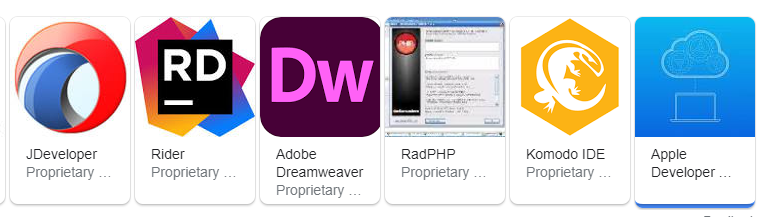 RD
Dw
JDeveloper
Proprietary ...
Rider
Proprietary ...
Adobe
Dreamweaver
Proprietary ...
RadPHP
Proprietary ...
Komodo IDE
Proprietary ...
Apple
Developer ...